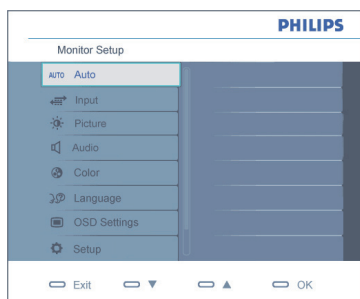 PHILIPS
Monitor Setup
AUTO Auto
Input
Picture
Audio
Color
Language
OSD Settings
Setup
Exit ▼ ▲ OK